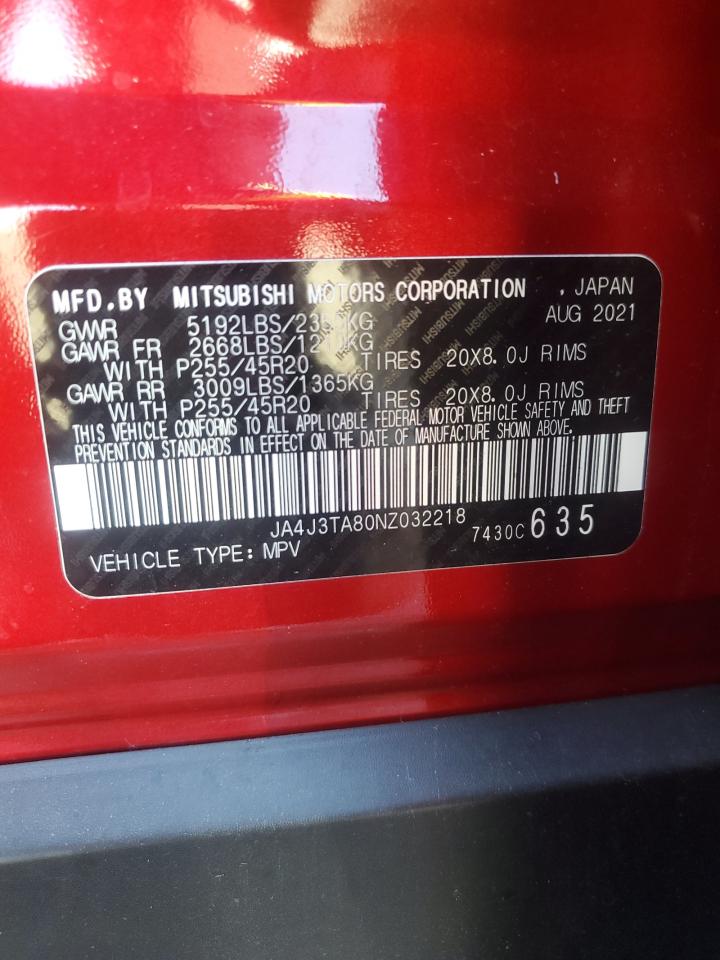 MFD.BY MITSUBISHI MOTORS CORPORATION , JAPAN
AUG 2021
GVWR 5192LBS/
GAWR FR 2668LBS/
WITH P255/45R20 TIRES 20X8.0J RIMS
GAWR RR 3009LBS/1365KG
WITH P255/45R20 TIRES 20X8.0J RIMS
THIS VEHICLE CONFORMS TO ALL APPLICABLE FEDERAL MOTOR VEHICLE SAFETY AND THEFT
PREVENTION STANDARDS IN EFFECT ON THE DATE OF MANUFACTURE SHOWN ABOVE.
JA4J3TA80NZ032218
7430C 635
VEHICLE TYPE: MPV